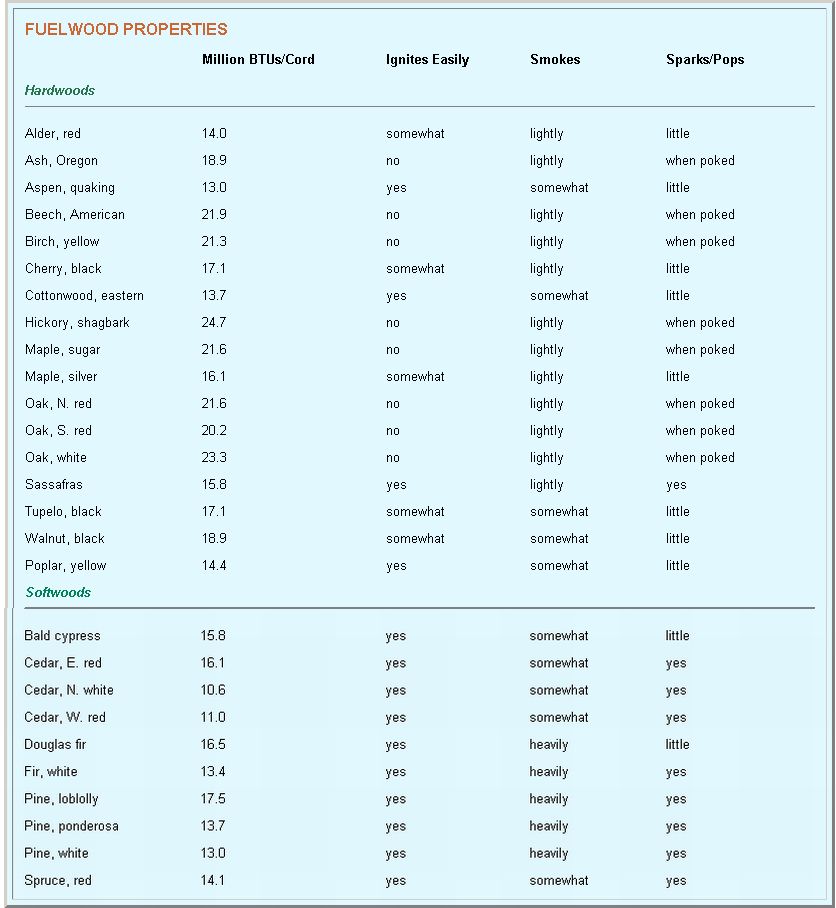 FUELWOOD PROPERTIES
Million BTUs/Cord Ignites Easily Smokes Sparks/Pops
Hardwoods
Alder, red 14.0 somewhat lightly little
Ash, Oregon 18.9 no lightly when poked
Aspen, quaking 13.0 yes somewhat little
Beech, American 21.9 no lightly when poked
Birch, yellow 21.3 no lightly when poked
Cherry, black 17.1 somewhat lightly little
Cottonwood, eastern 13.7 yes somewhat little
Hickory, shagbark 24.7 no lightly when poked
Maple, sugar 21.6 no lightly when poked
Maple, silver 16.1 somewhat lightly little
Oak, N. red 21.6 no lightly when poked
Oak, S. red 20.2 no lightly when poked
Oak, white 23.3 no lightly when poked
Sassafras 15.8 yes lightly yes
Tupelo, black 17.1 somewhat somewhat little
Walnut, black 18.9 somewhat somewhat little
Poplar, yellow 14.4 yes somewhat little
Softwoods
Bald cypress 15.8 yes somewhat little
Cedar, E. red 16.1 yes somewhat yes
Cedar, N. white 10.6 yes somewhat yes
Cedar, W. red 11.0 yes somewhat yes
Douglas fir 16.5 yes heavily little
Fir, white 13.4 yes heavily yes
Pine, loblolly 17.5 yes heavily yes
Pine, ponderosa 13.7 yes heavily yes
Pine, white 13.0 yes heavily yes
Spruce, red 14.1 yes somewhat yes